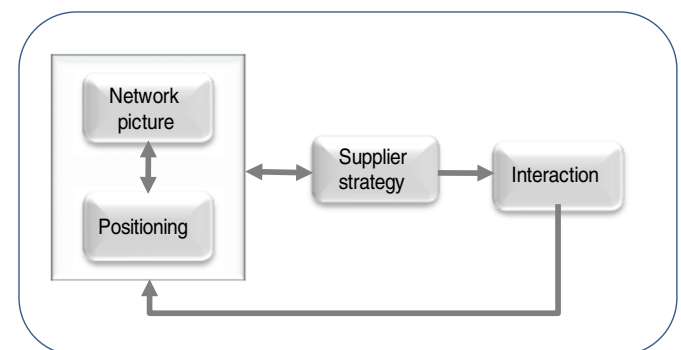 Network
picture
Supplier
strategy
Interaction
Positioning